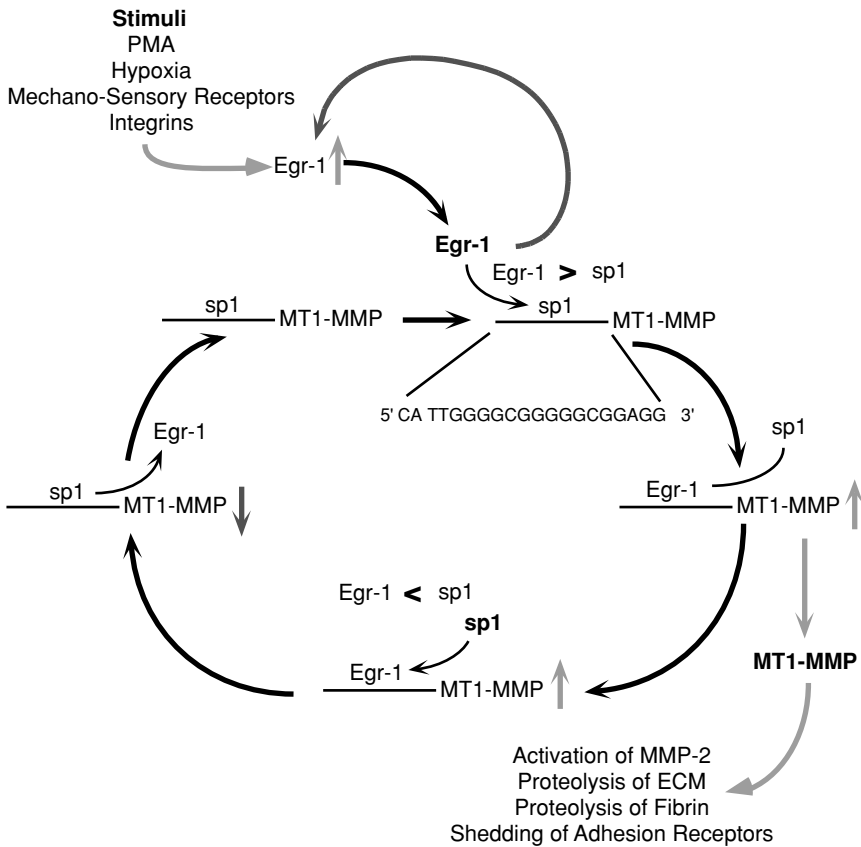 Stimuli
PMA
Hypoxia
Mechano-Sensory Receptors
Integrins
Egr-1
Egr-1
Egr-1 > sp1
sp1
MT1-MMP
sp1
MT1-MMP
5' CA TTGGGGCGGGGGCGGAGG 3'
sp1
Egr-1
MT1-MMP
Egr-1
sp1
MT1-MMP
Egr-1 < sp1
sp1
Egr-1
MT1-MMP
MT1-MMP
Activation of MMP-2
Proteolysis of ECM
Proteolysis of Fibrin
Shedding of Adhesion Receptors